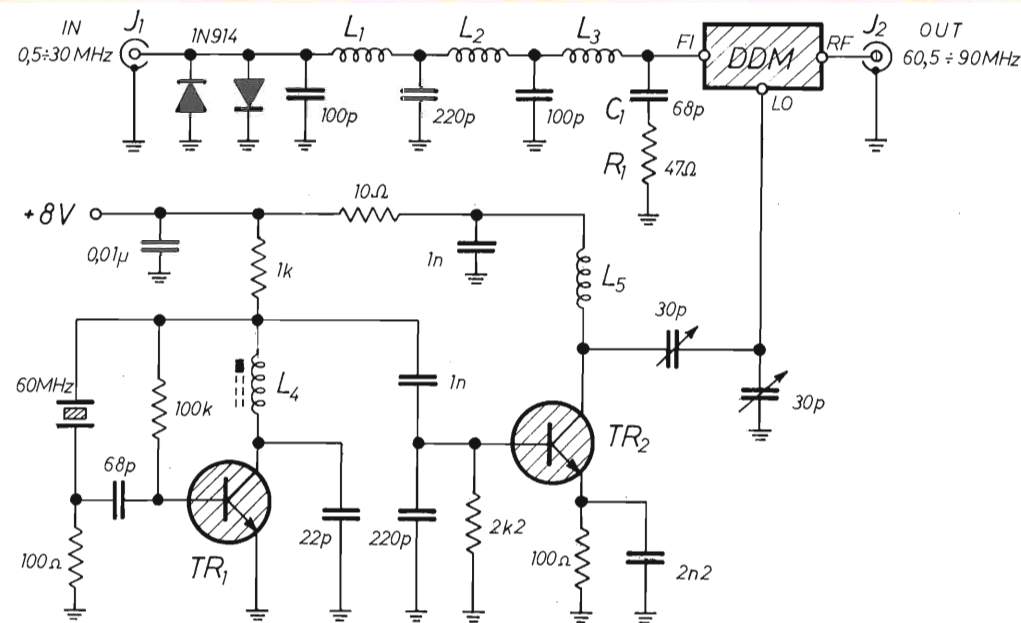 IN
0,5÷30 MHz
J1
1N914
L1
L2
L3
FI
DDM
RF
J2
OUT
60,5÷90MHz
LO
100p
220p
100p
C1
68p
R1
47Ω
+8V
10Ω
0,01µ
1k
1n
L5
30p
60MHz
100k
L4
1n
30p
TR2
68p
100Ω
TR1
22p
220p
2k2
100Ω
2n2